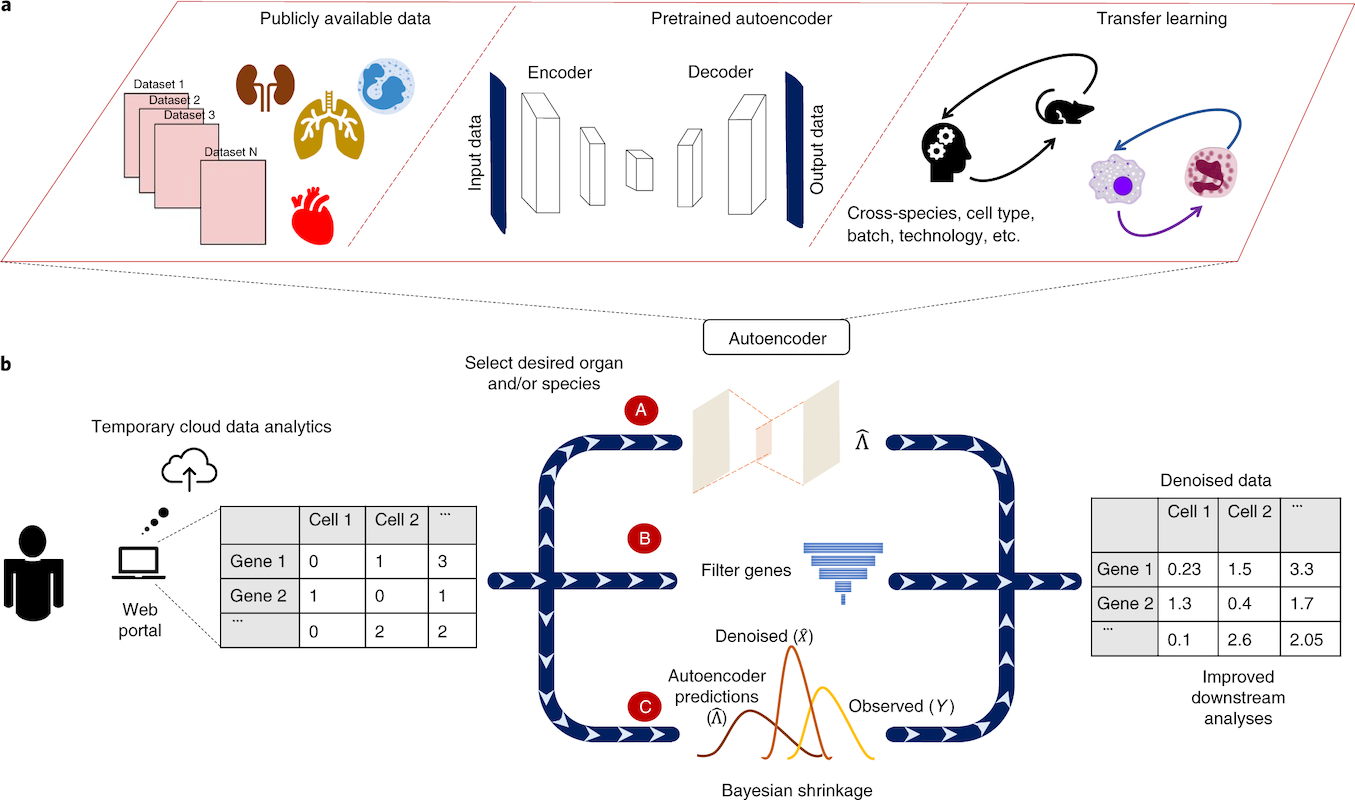 a
Publicly available data
Pretrained autoencoder
Transfer learning
Dataset 1
Dataset 2
Dataset 3
Dataset N
Encoder
Decoder
Input data
Output data
Cross-species, cell type,
batch, technology, etc.
Autoencoder
b
Select desired organ
and/or species
Temporary cloud data analytics
Web
portal
Cell 1 Cell 2 ...
Gene 1 0 1 3
Gene 2 1 0 1
... 0 2 2
A
Λ̂
B
Filter genes
C
Denoised (x̂)
Autoencoder
predictions
(Λ̂)
Observed (Y)
Bayesian shrinkage
Denoised data
Cell 1 Cell 2 ...
Gene 1 0.23 1.5 3.3
Gene 2 1.3 0.4 1.7
... 0.1 2.6 2.05
Improved
downstream
analyses